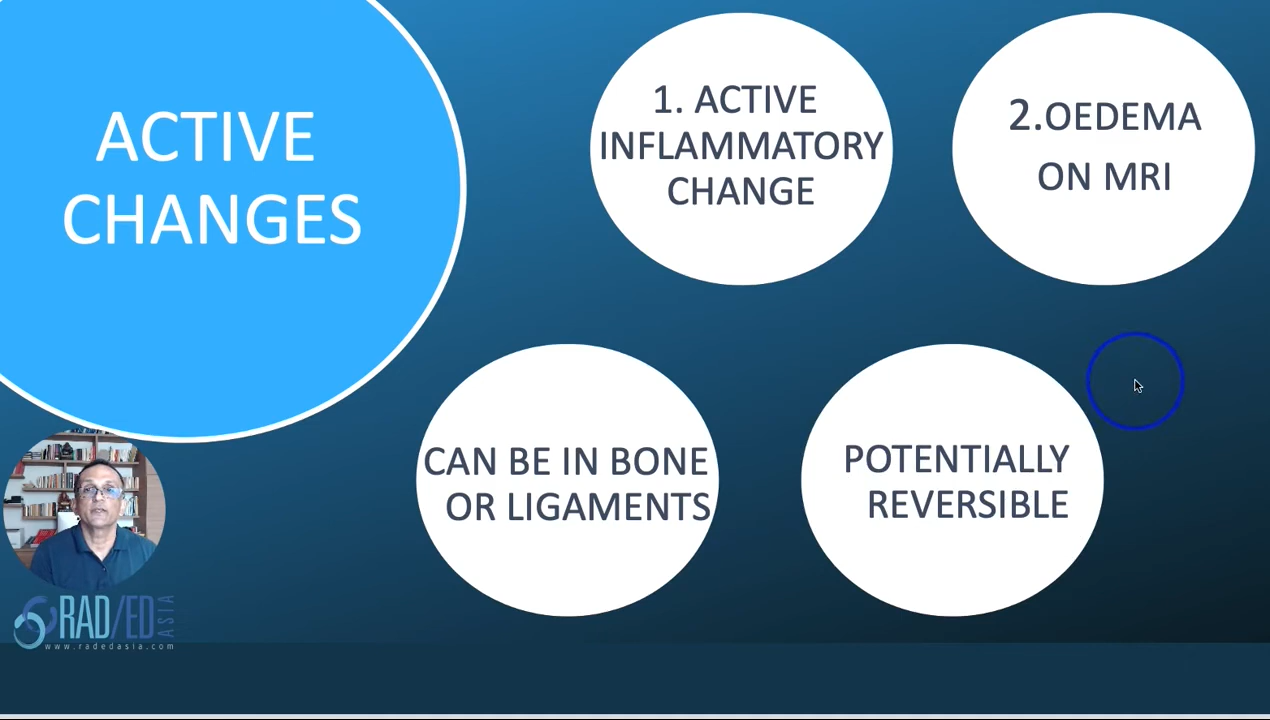 ACTIVE
CHANGES
1. ACTIVE
INFLAMMATORY
CHANGE
2.OEDEMA
ON MRI
CAN BE IN BONE
OR LIGAMENTS
POTENTIALLY
REVERSIBLE
RAD/ED
ASIA
www.radedasia.com